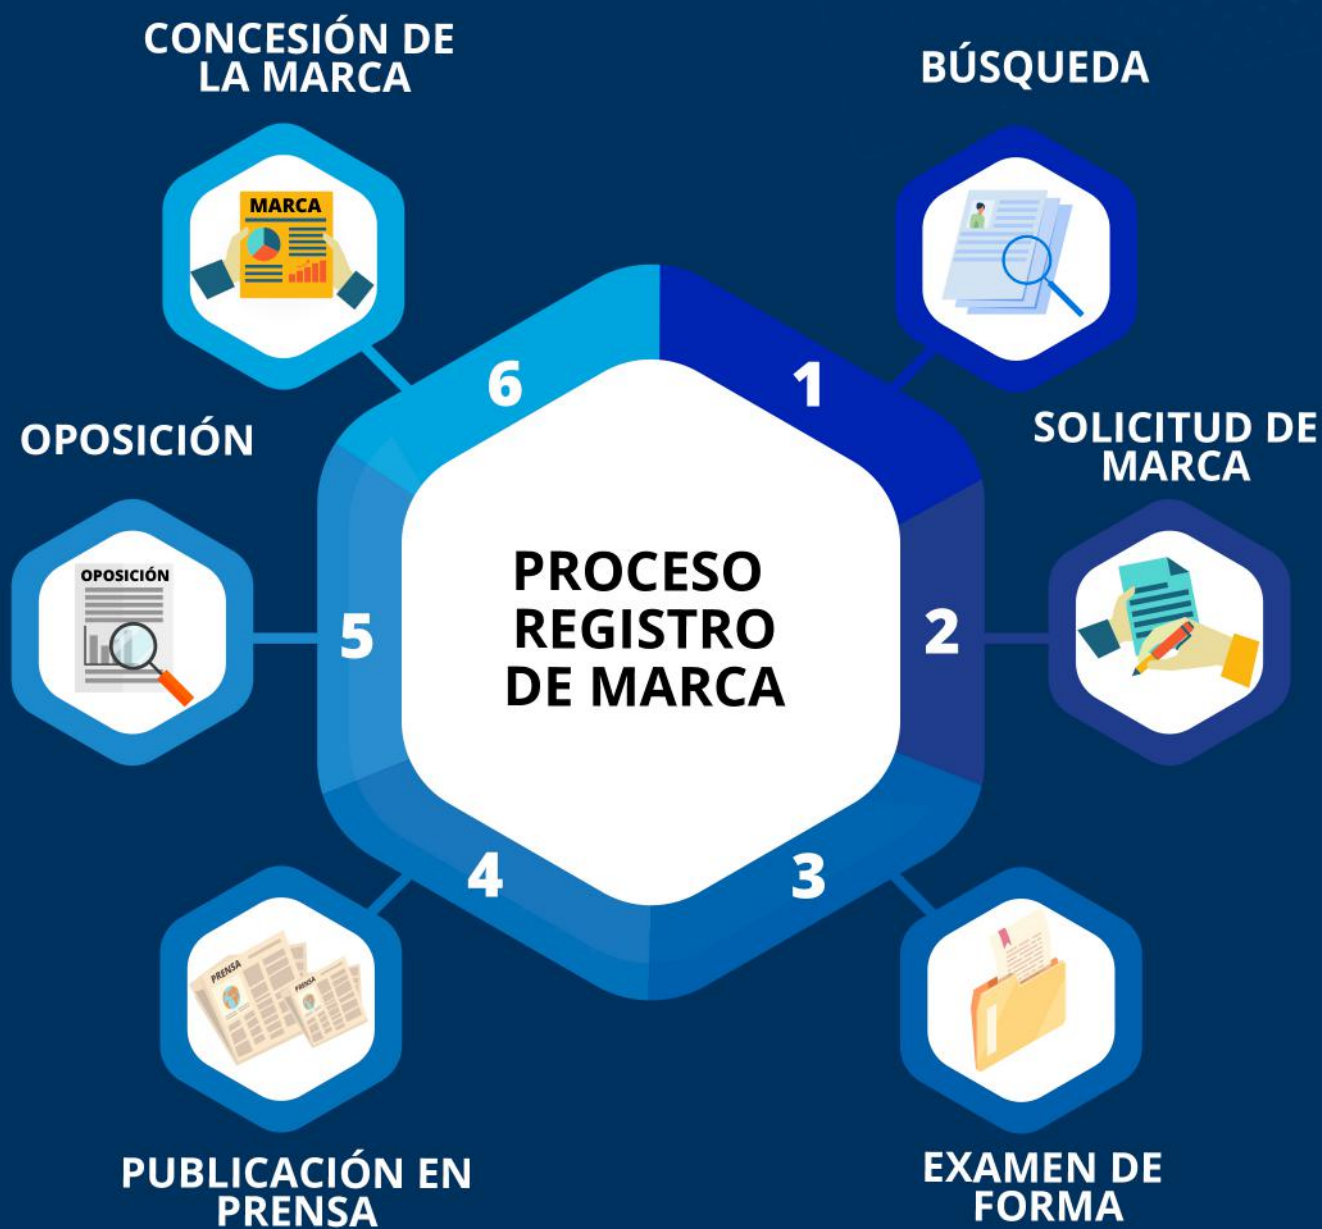 CONCESIÓN DE
LA MARCA
BÚSQUEDA
MARCA
6
1
OPOSICIÓN
SOLICITUD DE
MARCA
OPOSICIÓN
PROCESO
REGISTRO
DE MARCA
5
2
4
3
PRENSA
PRENSA
PUBLICACIÓN EN
PRENSA
EXAMEN DE
FORMA